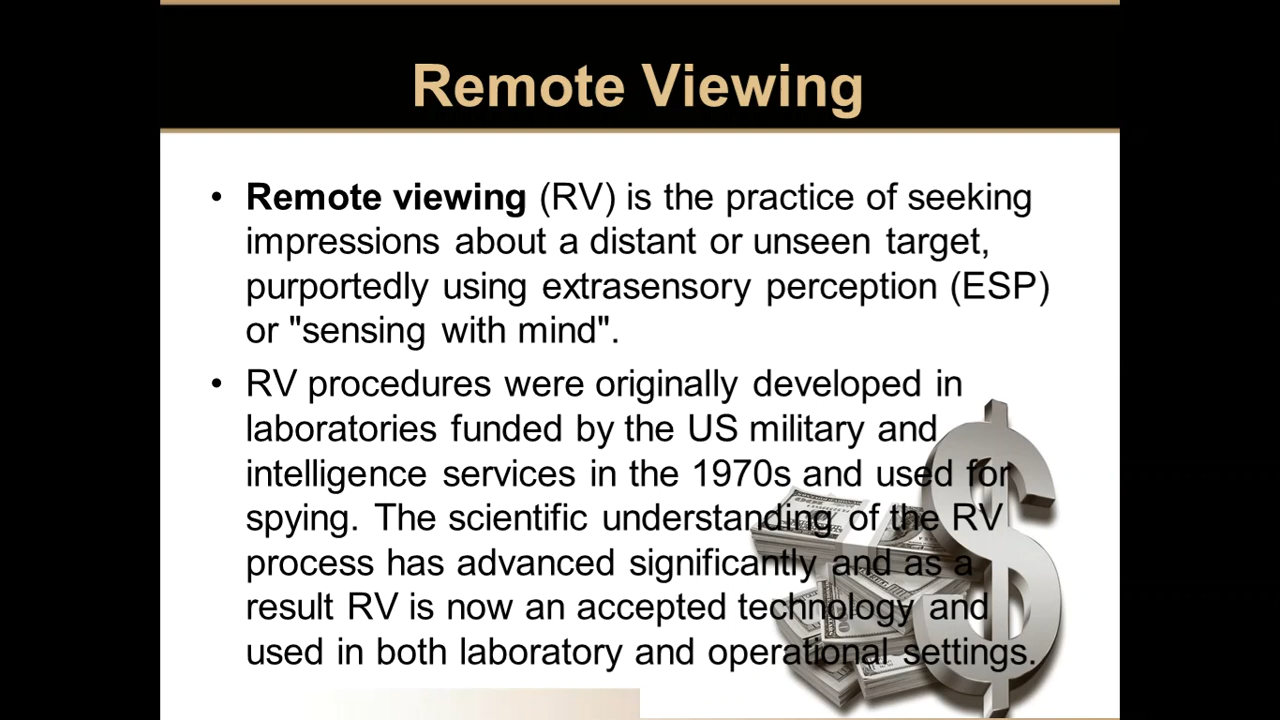 Remote Viewing
• Remote viewing (RV) is the practice of seeking
impressions about a distant or unseen target,
purportedly using extrasensory perception (ESP)
or "sensing with mind".
• RV procedures were originally developed in
laboratories funded by the US military and
intelligence services in the 1970s and used for
spying. The scientific understanding of the RV
process has advanced significantly and as a
result RV is now an accepted technology and
used in both laboratory and operational settings.